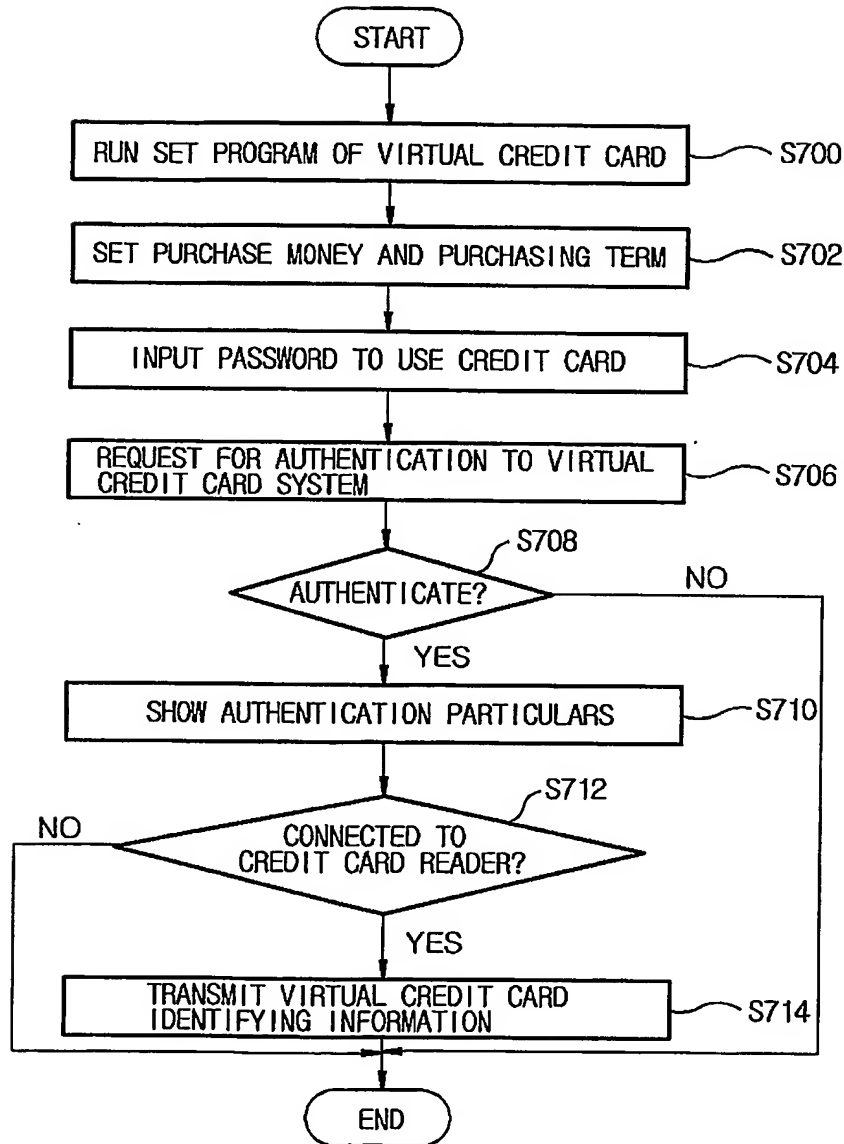 START
RUN SET PROGRAM OF VIRTUAL CREDIT CARD
S700
SET PURCHASE MONEY AND PURCHASING TERM
S702
INPUT PASSWORD TO USE CREDIT CARD
S704
REQUEST FOR AUTHENTICATION TO VIRTUAL
CREDIT CARD SYSTEM
S706
S708
AUTHENTICATE?
NO
YES
SHOW AUTHENTICATION PARTICULARS
S710
S712
NO
CONNECTED TO
CREDIT CARD READER?
YES
TRANSMIT VIRTUAL CREDIT CARD
IDENTIFYING INFORMATION
S714
END